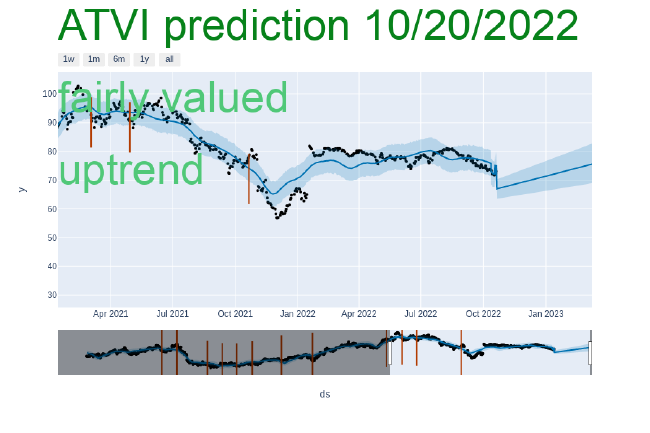 ATVI prediction 10/20/2022
1w 1m 6m 1y all
fairly valued
uptrend
100
90
80
70
60
50
40
30
y
Apr 2021 Jul 2021 Oct 2021 Jan 2022 Apr 2022 Jul 2022 Oct 2022 Jan 2023
ds